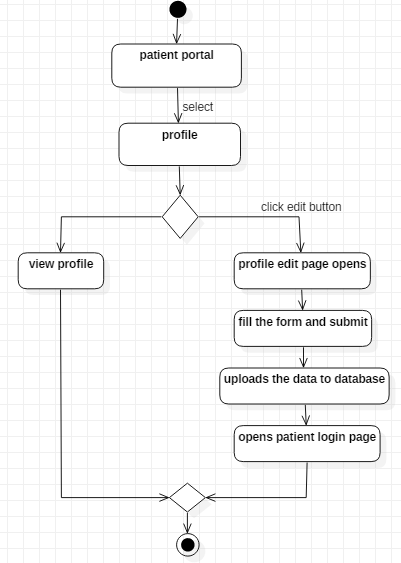 patient portal
select
profile
click edit button
view profile
profile edit page opens
fill the form and submit
uploads the data to database
opens patient login page